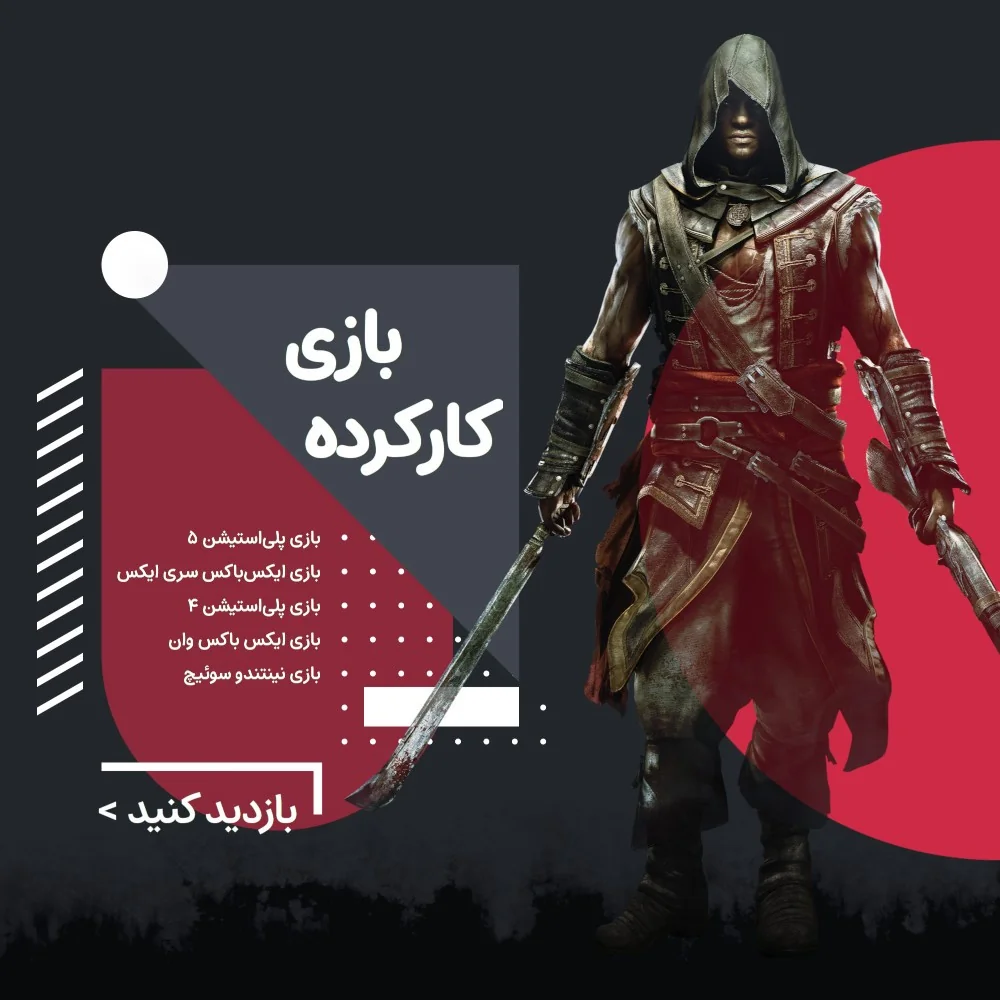 بازی
کارکرده
بازی پلی‌استیشن ۵
بازی ایکس‌باکس سری ایکس
بازی پلی‌استیشن ۴
بازی ایکس باکس وان
بازی نینتندو سوئیچ
بازدید کنید >